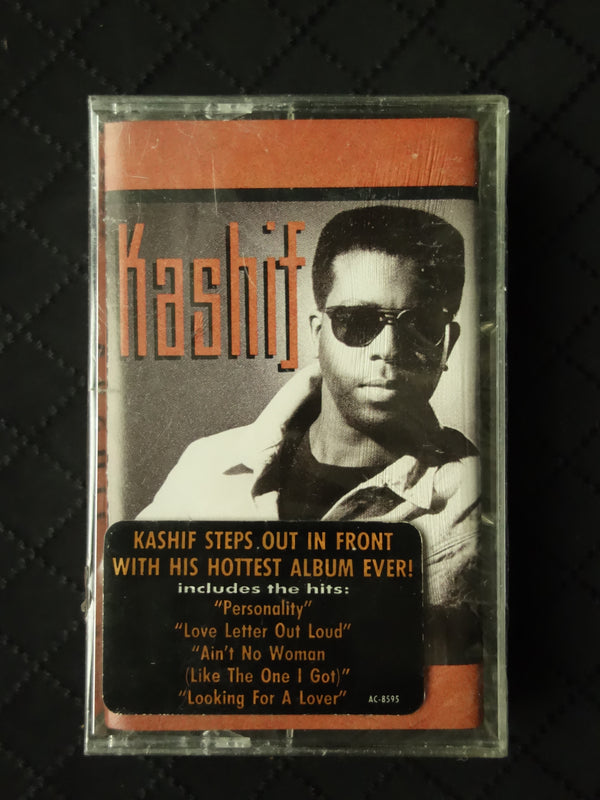 Kashif
KASHIF STEPS OUT IN FRONT
WITH HIS HOTTEST ALBUM EVER!
includes the hits:
"Personality"
"Love Letter Out Loud"
"Ain't No Woman
(Like The One I Got)"
"Looking For A Lover"
AC-8595